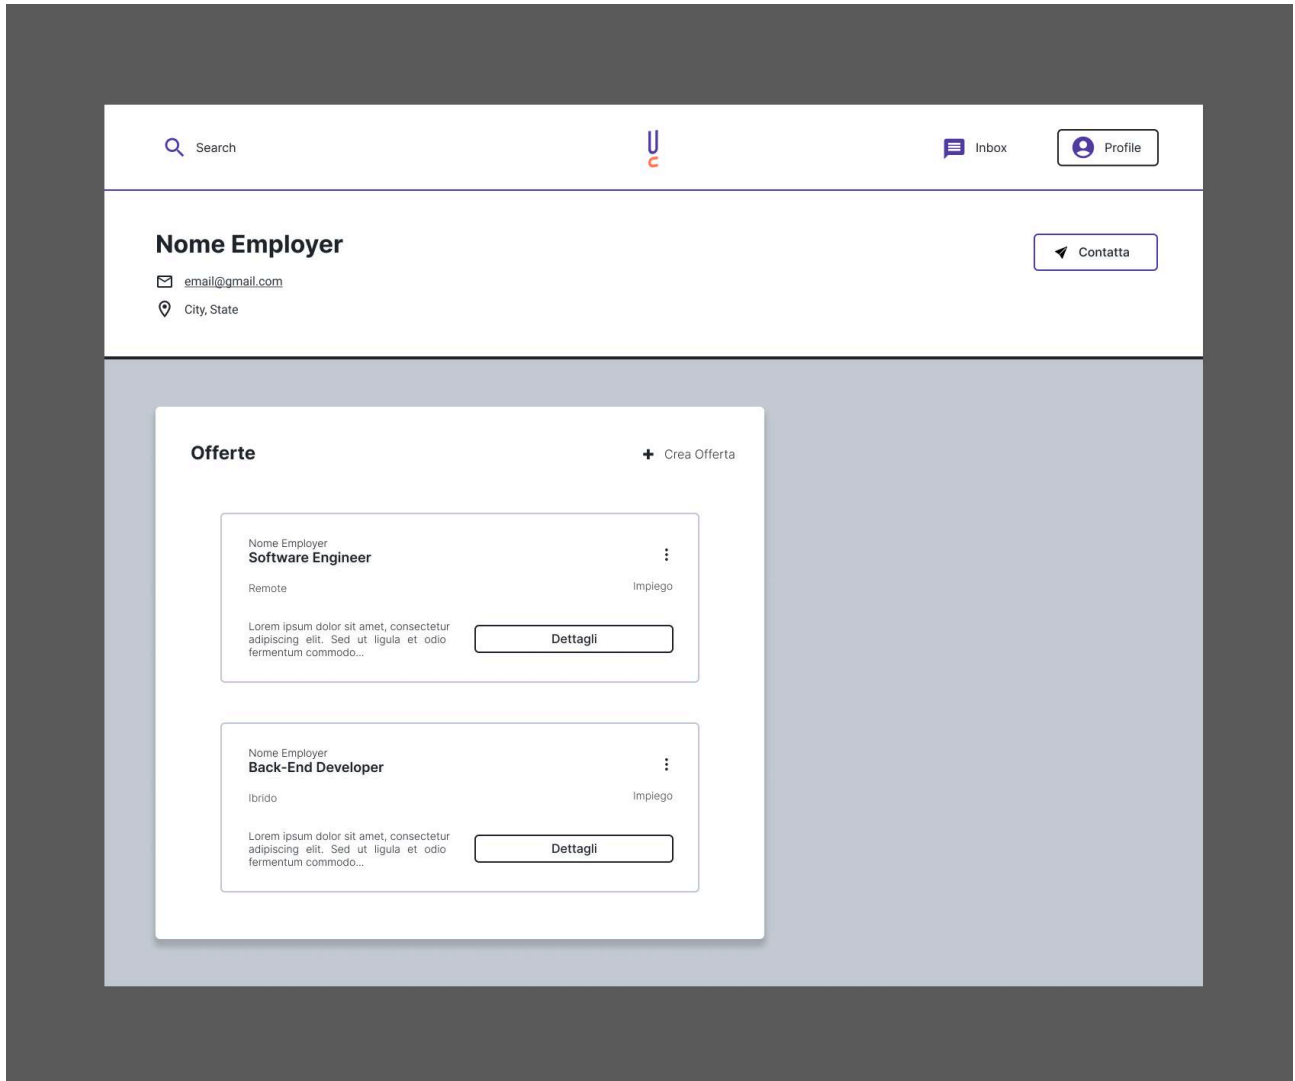 Search
UC
Inbox
Profile
Nome Employer
Contatta
email@gmail.com
City, State
Offerte
Crea Offerta
Nome Employer
Software Engineer
Remote
Impiego
Lorem ipsum dolor sit amet, consectetur
adipiscing elit. Sed ut ligula et odio
fermentum commodo...
Dettagli
Nome Employer
Back-End Developer
Ibrido
Impiego
Lorem ipsum dolor sit amet, consectetur
adipiscing elit. Sed ut ligula et odio
fermentum commodo...
Dettagli